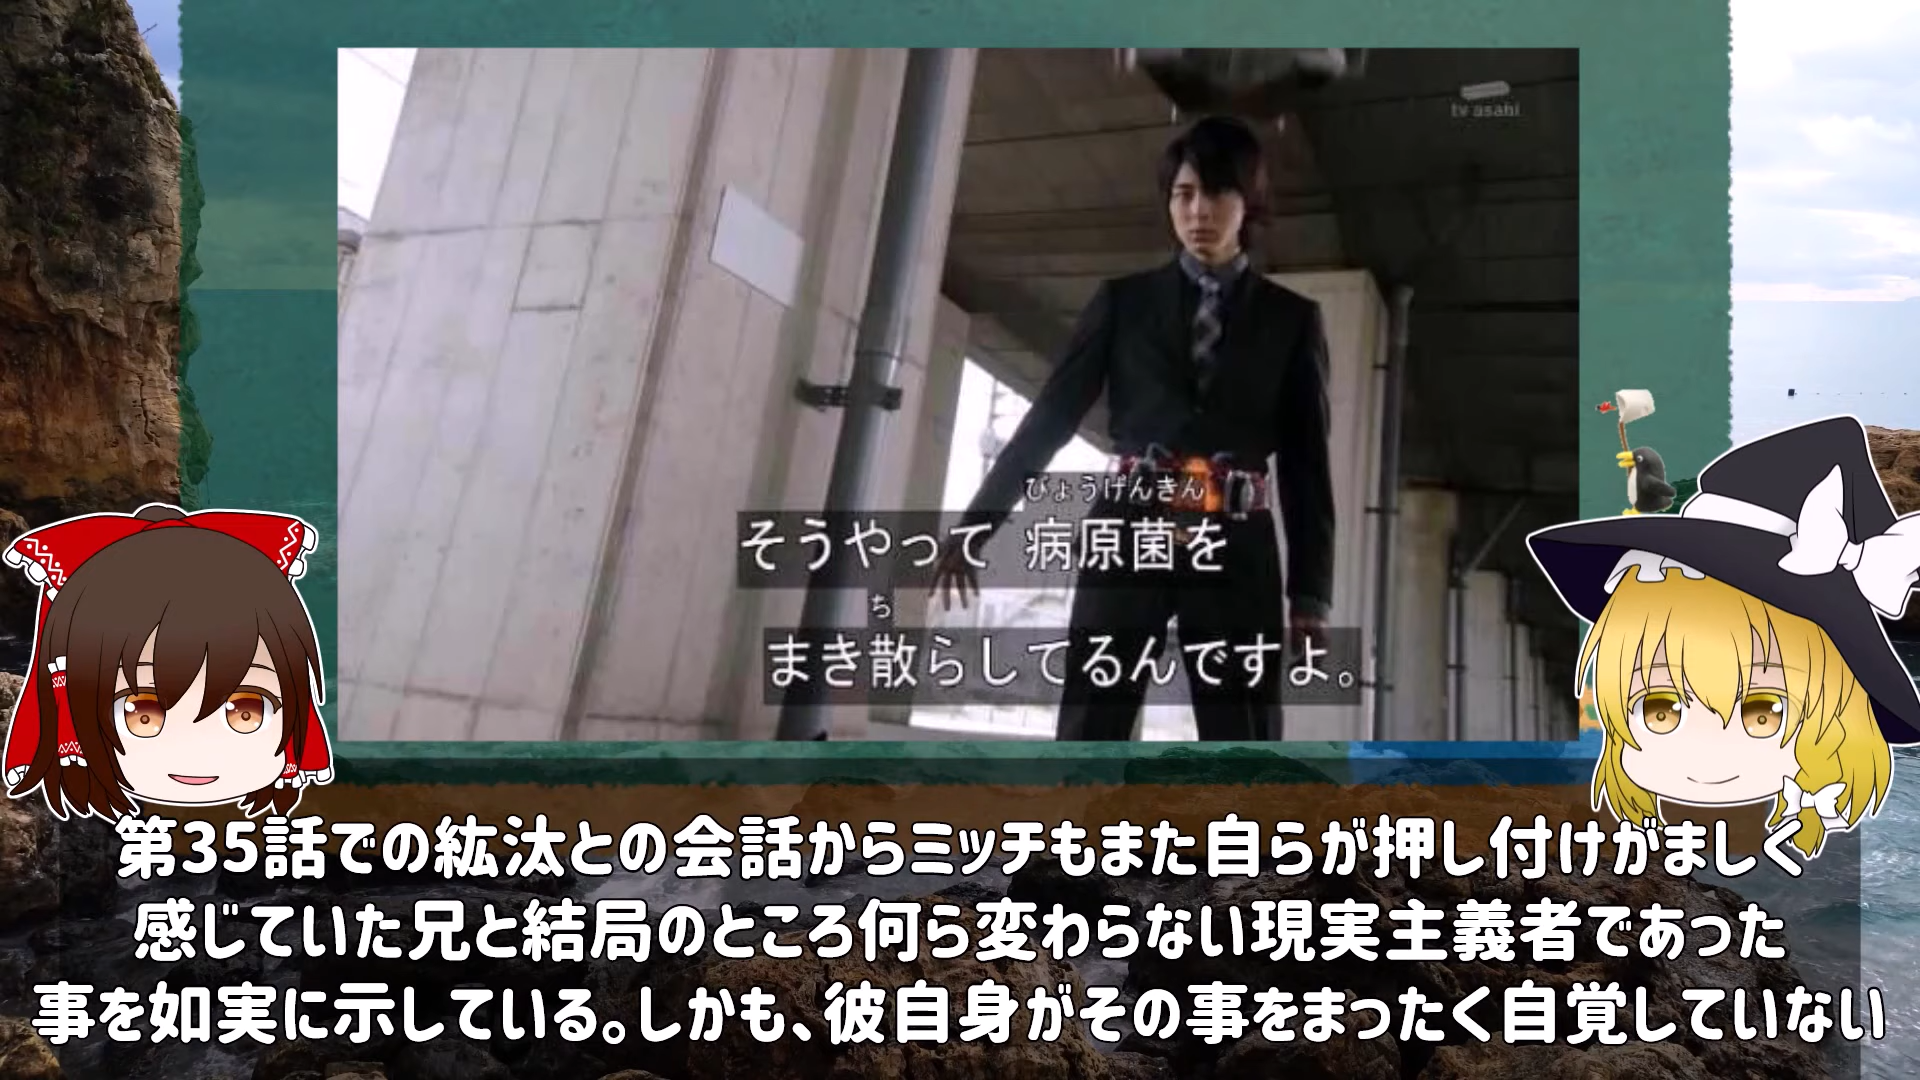 tv asahi
びょうげんきん
そうやって 病原菌を
ち
まき散らしてるんですよ。
第35話での紘汰との会話からミッチもまた自らが押し付けがましく
感じていた兄と結局のところ何ら変わらない現実主義者であった
事を如実に示している。しかも、彼自身がその事をまったく自覚していない